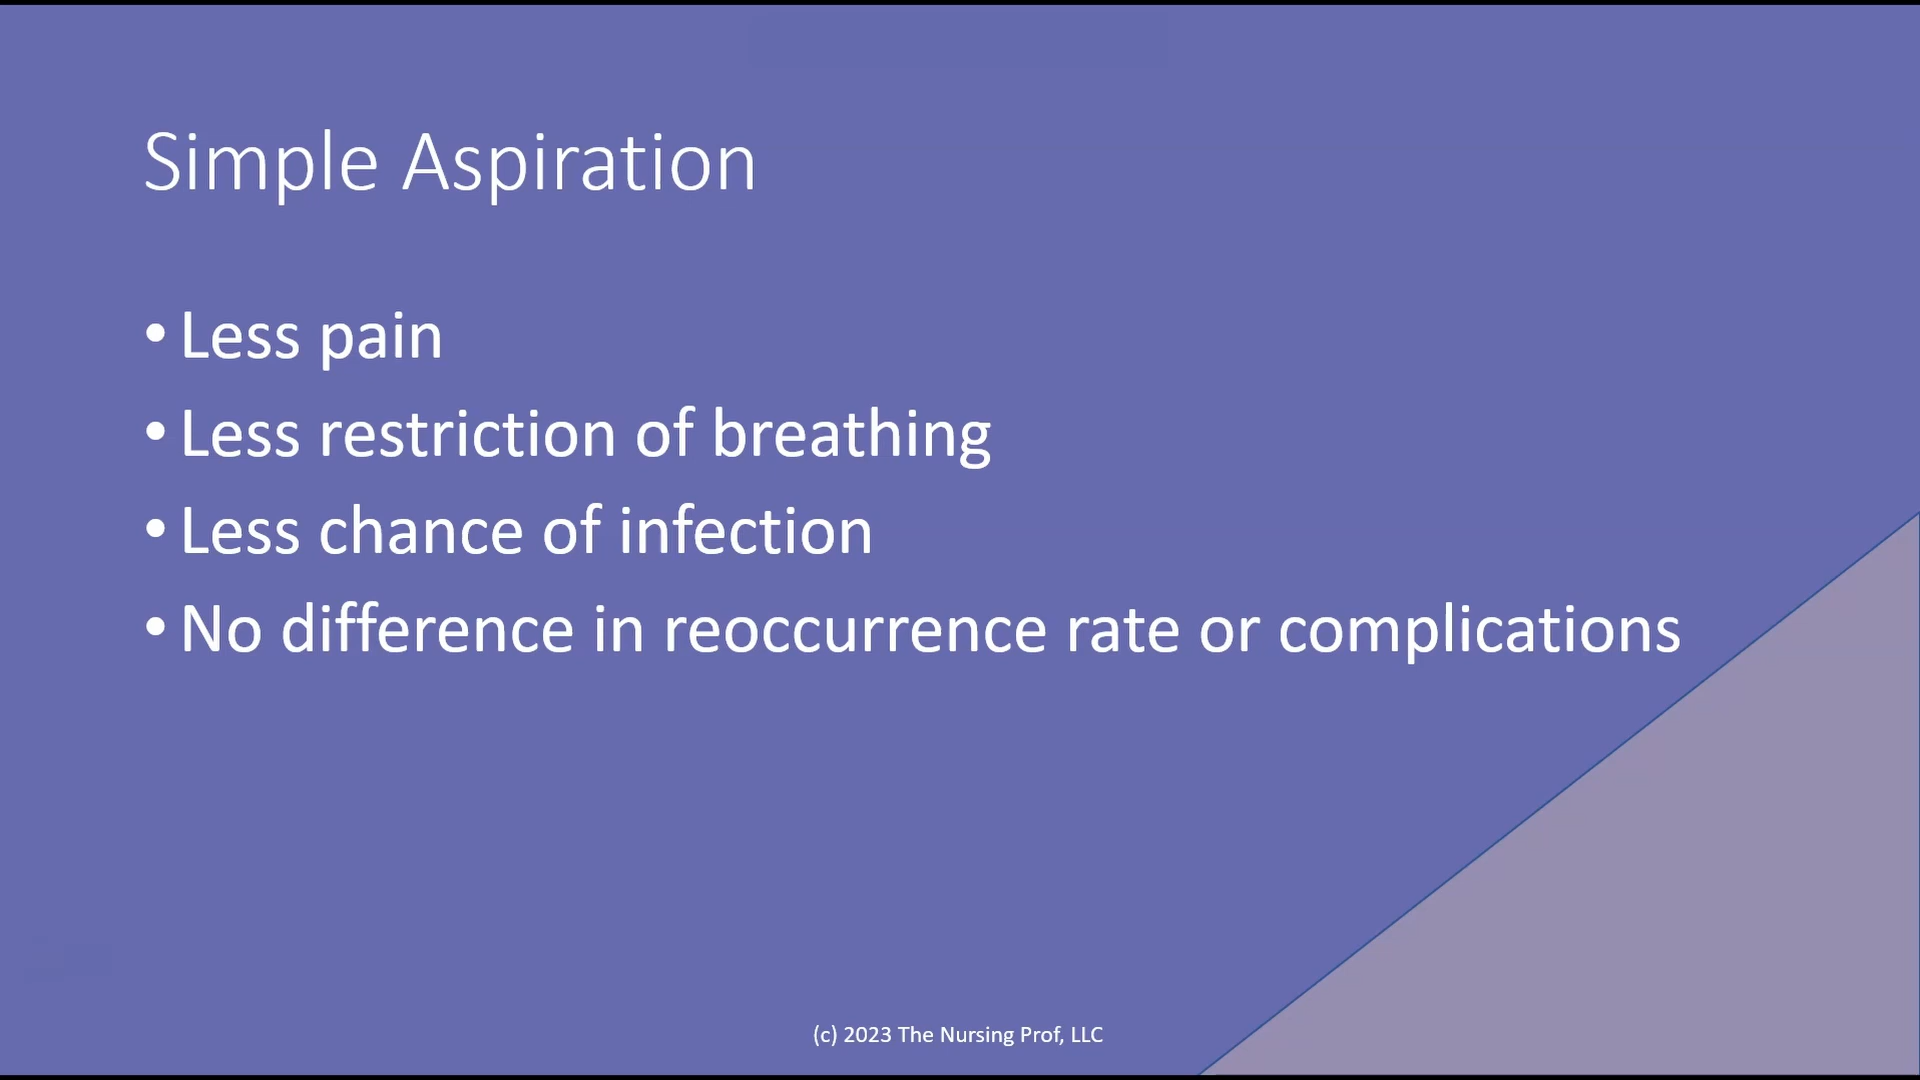 Simple Aspiration
• Less pain
• Less restriction of breathing
• Less chance of infection
• No difference in reoccurrence rate or complications
(c) 2023 The Nursing Prof, LLC